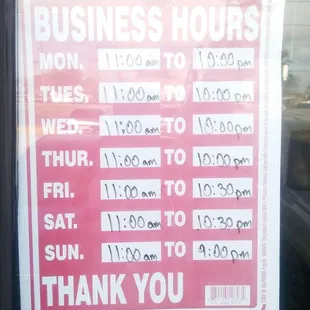 BUSINESS HOURS
MON. 11:00 am TO 10:00 pm
TUES. 11:00 am TO 10:00 pm
WED. 11:00 am TO 10:00 pm
THUR. 11:00 am TO 10:00 pm
FRI. 11:00 am TO 10:30 pm
SAT. 11:00 am TO 10:30 pm
SUN. 11:00 am TO 9:00 pm
THANK YOU